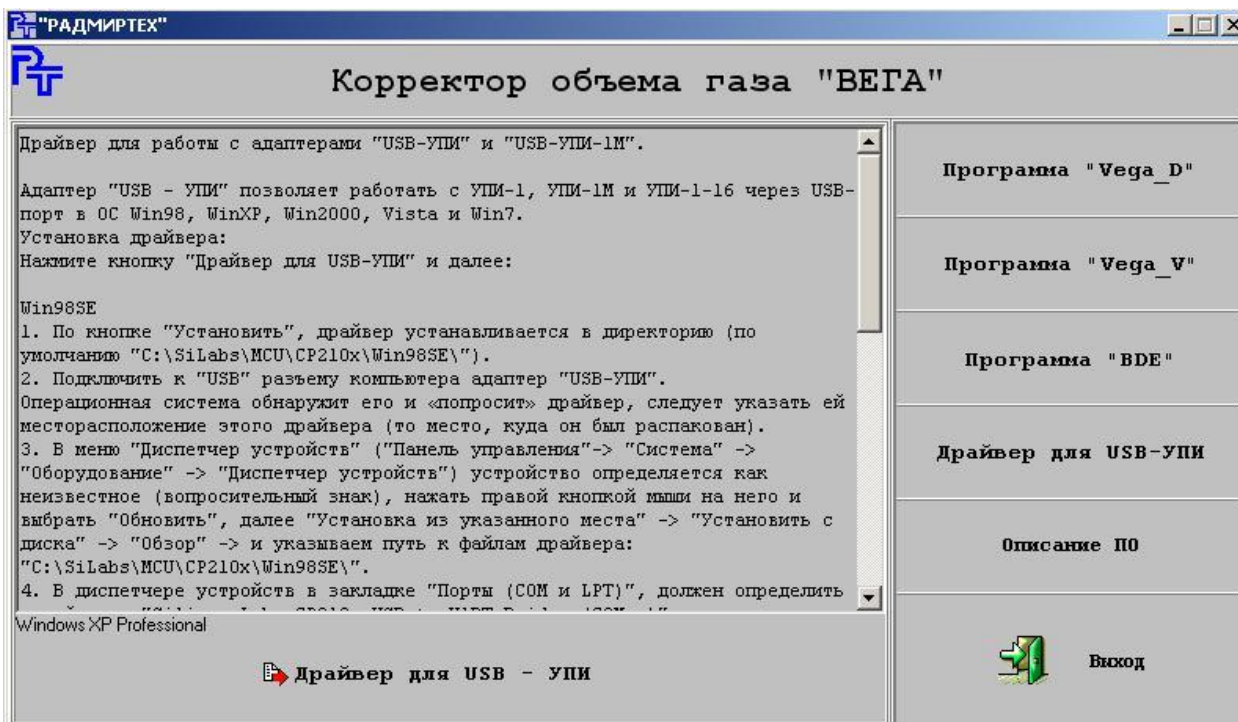 "РАДМИРТЕХ"
Корректор объема газа "ВЕГА"
Драйвер для работы с адаптерами "USB-УПИ" и "USB-УПИ-1М".
Адаптер "USB - УПИ" позволяет работать с УПИ-1, УПИ-1М и УПИ-1-16 через USB-
порт в ОС Win98, WinXP, Win2000, Vista и Win7.
Установка драйвера:
Нажмите кнопку "Драйвер для USB-УПИ" и далее:
Win98SE
1. По кнопке "Установить", драйвер устанавливается в директорию (по
умолчанию "C:\SiLabs\MCU\CP210x\Win98SE\").
2. Подключить к "USB" разъему компьютера адаптер "USB-УПИ".
Операционная система обнаружит его и «попросит» драйвер, следует указать ей
месторасположение этого драйвера (то место, куда он был распакован).
3. В меню "Диспетчер устройств" ("Панель управления"-> "Система" ->
"Оборудование" -> "Диспетчер устройств") устройство определяется как
неизвестное (вопросительный знак), нажать правой кнопкой мыши на него и
выбрать "Обновить", далее "Установка из указанного места" -> "Установить с
диска" -> "Обзор" -> и указываем путь к файлам драйвера:
"C:\SiLabs\MCU\CP210x\Win98SE\".
4. В диспетчере устройств в закладке "Порты (COM и LPT)", должен определить
Windows XP Professional
Драйвер для USB - УПИ
Программа "Vega_D"
Программа "Vega_V"
Программа "BDE"
Драйвер для USB-УПИ
Описание ПО
Выход